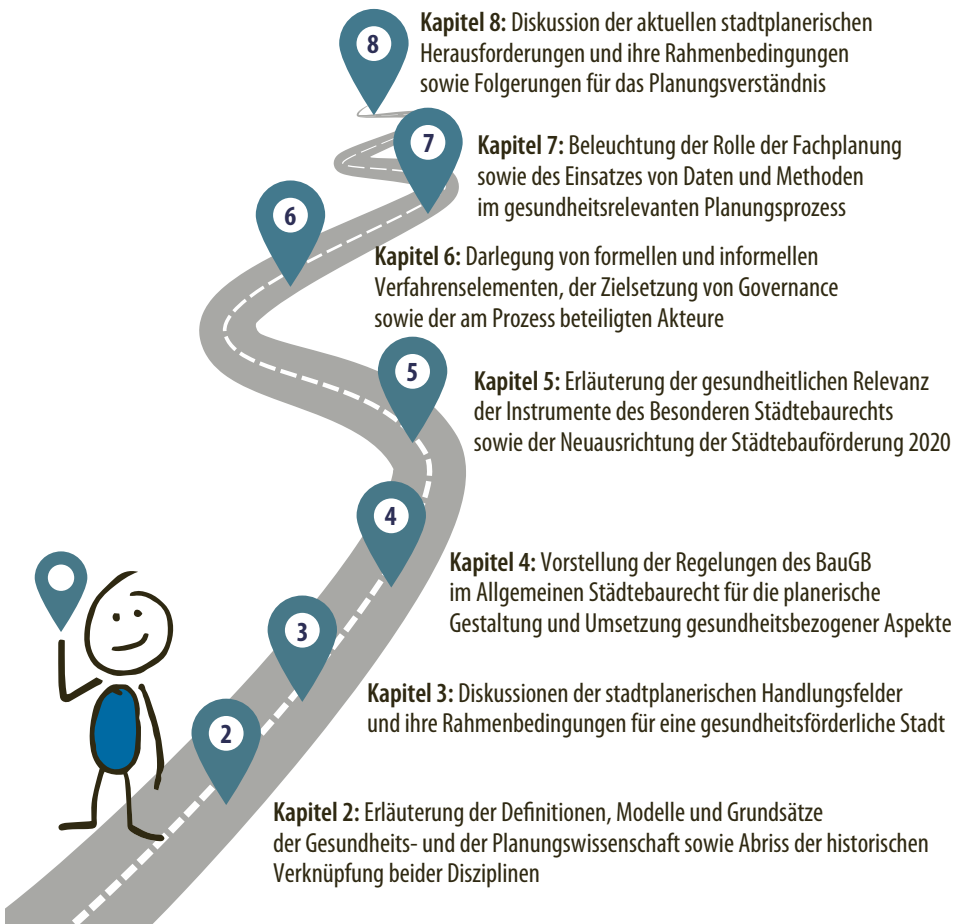 8
Kapitel 8: Diskussion der aktuellen stadtplanerischen
Herausforderungen und ihre Rahmenbedingungen
sowie Folgerungen für das Planungsverständnis
7
Kapitel 7: Beleuchtung der Rolle der Fachplanung
sowie des Einsatzes von Daten und Methoden
im gesundheitsrelevanten Planungsprozess
6
Kapitel 6: Darlegung von formellen und informellen
Verfahrenselementen, der Zielsetzung von Governance
sowie der am Prozess beteiligten Akteure
5
Kapitel 5: Erläuterung der gesundheitlichen Relevanz
der Instrumente des Besonderen Städtebaurechts
sowie der Neuausrichtung der Städtebauförderung 2020
4
Kapitel 4: Vorstellung der Regelungen des BauGB
im Allgemeinen Städtebaurecht für die planerische
Gestaltung und Umsetzung gesundheitsbezogener Aspekte
3
Kapitel 3: Diskussionen der stadtplanerischen Handlungsfelder
und ihre Rahmenbedingungen für eine gesundheitsförderliche Stadt
2
Kapitel 2: Erläuterung der Definitionen, Modelle und Grundsätze
der Gesundheits- und der Planungswissenschaft sowie Abriss der historischen
Verknüpfung beider Disziplinen